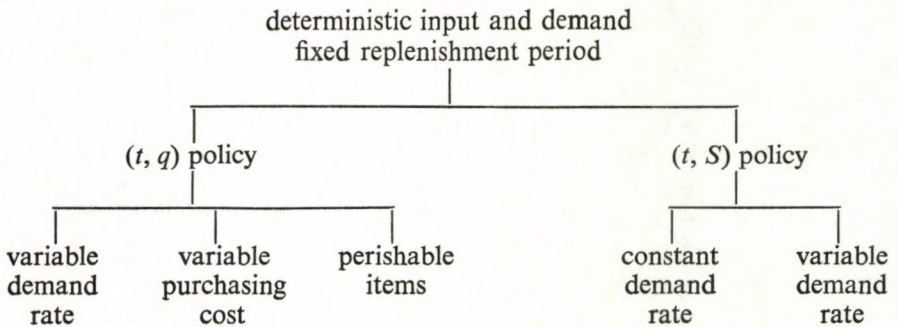 deterministic input and demand
fixed replenishment period
(t, q) policy
(t, S) policy
variable
demand
rate
variable
purchasing
cost
perishable
items
constant
demand
rate
variable
demand
rate